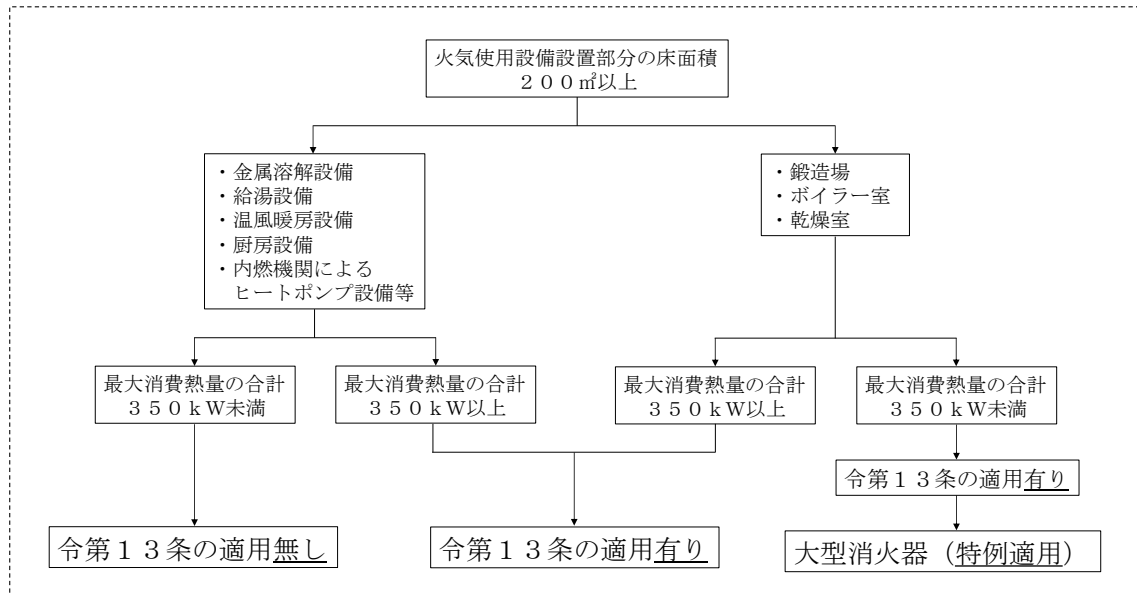 火気使用設備設置部分の床面積
２００㎡以上
・金属溶解設備
・給湯設備
・温風暖房設備
・厨房設備
・内燃機関による
ヒートポンプ設備等
・鍛造場
・ボイラー室
・乾燥室
最大消費熱量の合計
３５０ｋＷ未満
最大消費熱量の合計
３５０ｋＷ以上
最大消費熱量の合計
３５０ｋＷ以上
最大消費熱量の合計
３５０ｋＷ未満
令第１３条の適用有り
令第１３条の適用無し
令第１３条の適用有り
大型消火器（特例適用）